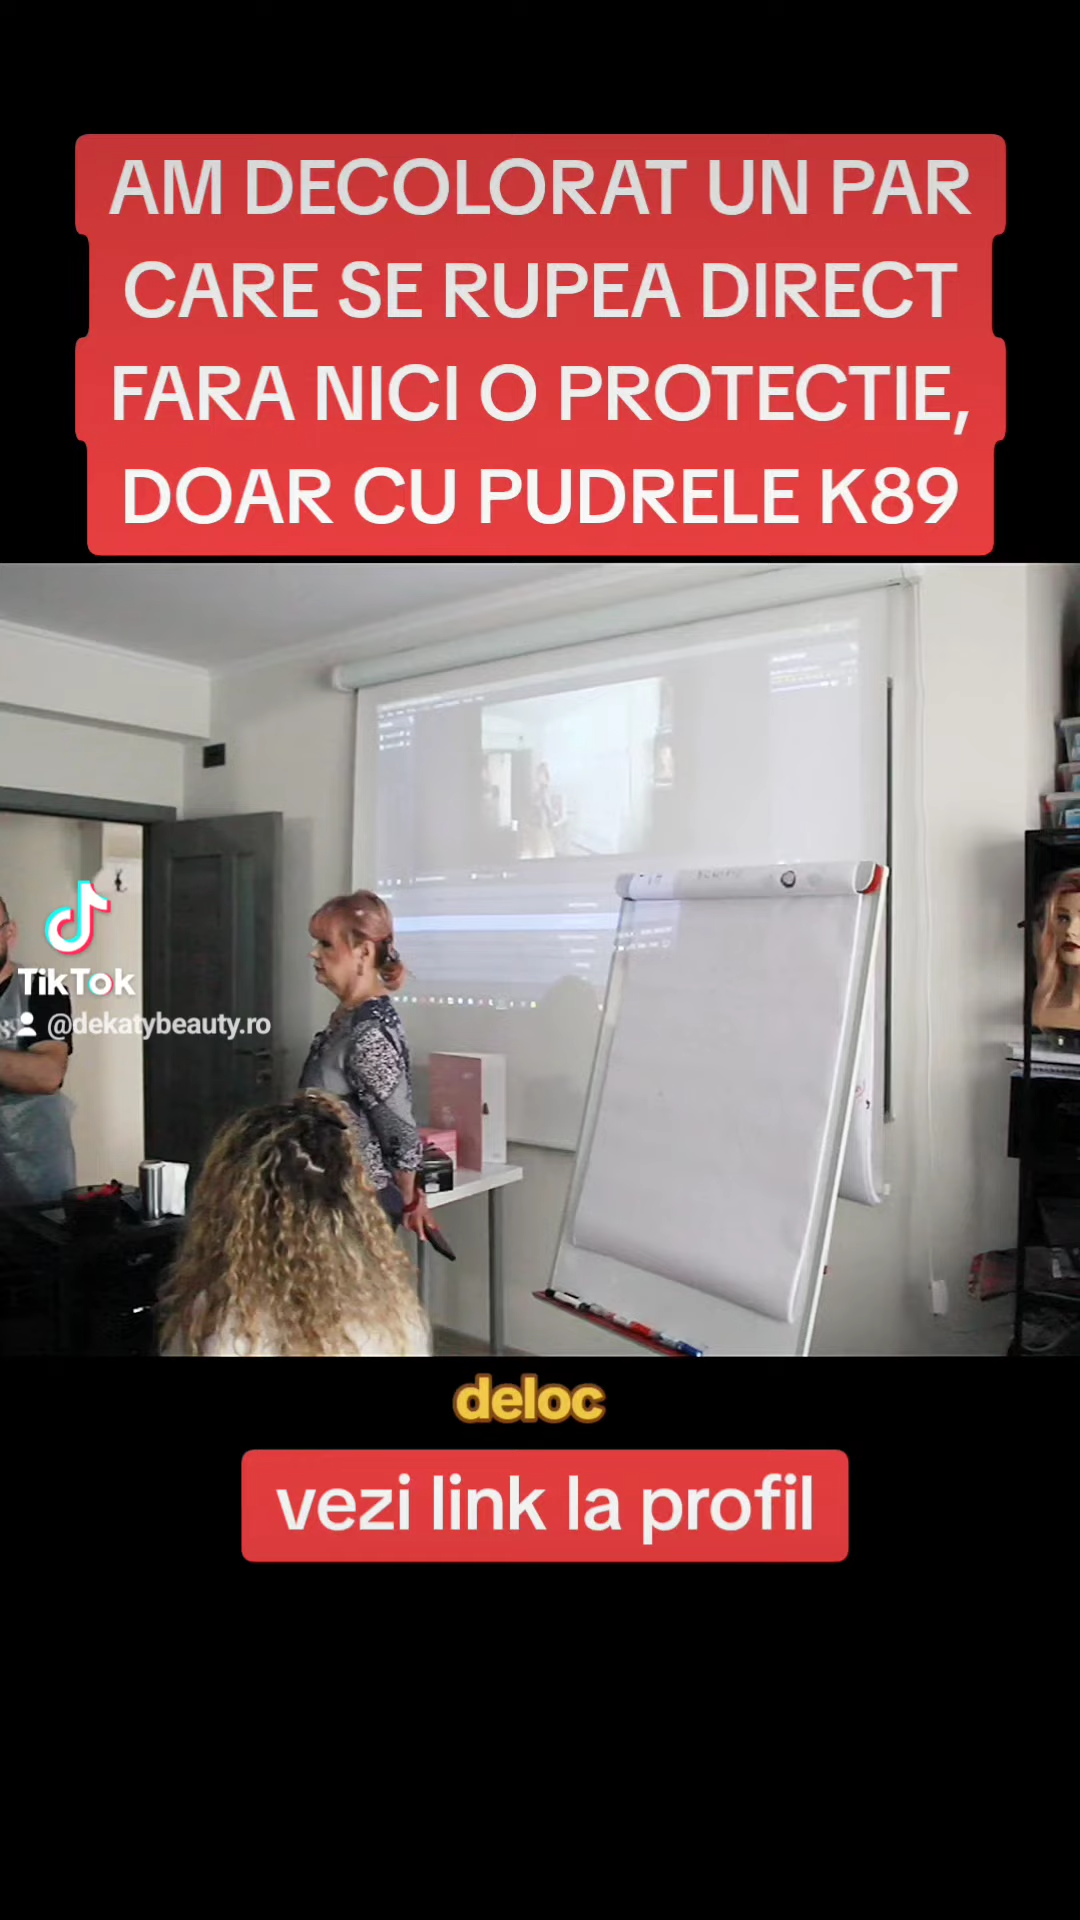 AM DECOLORAT UN PAR
CARE SE RUPEA DIRECT
FARA NICI O PROTECTIE,
DOAR CU PUDRELE K89
TikTok
@dekatybeauty.ro
deloc
vezi link la profil